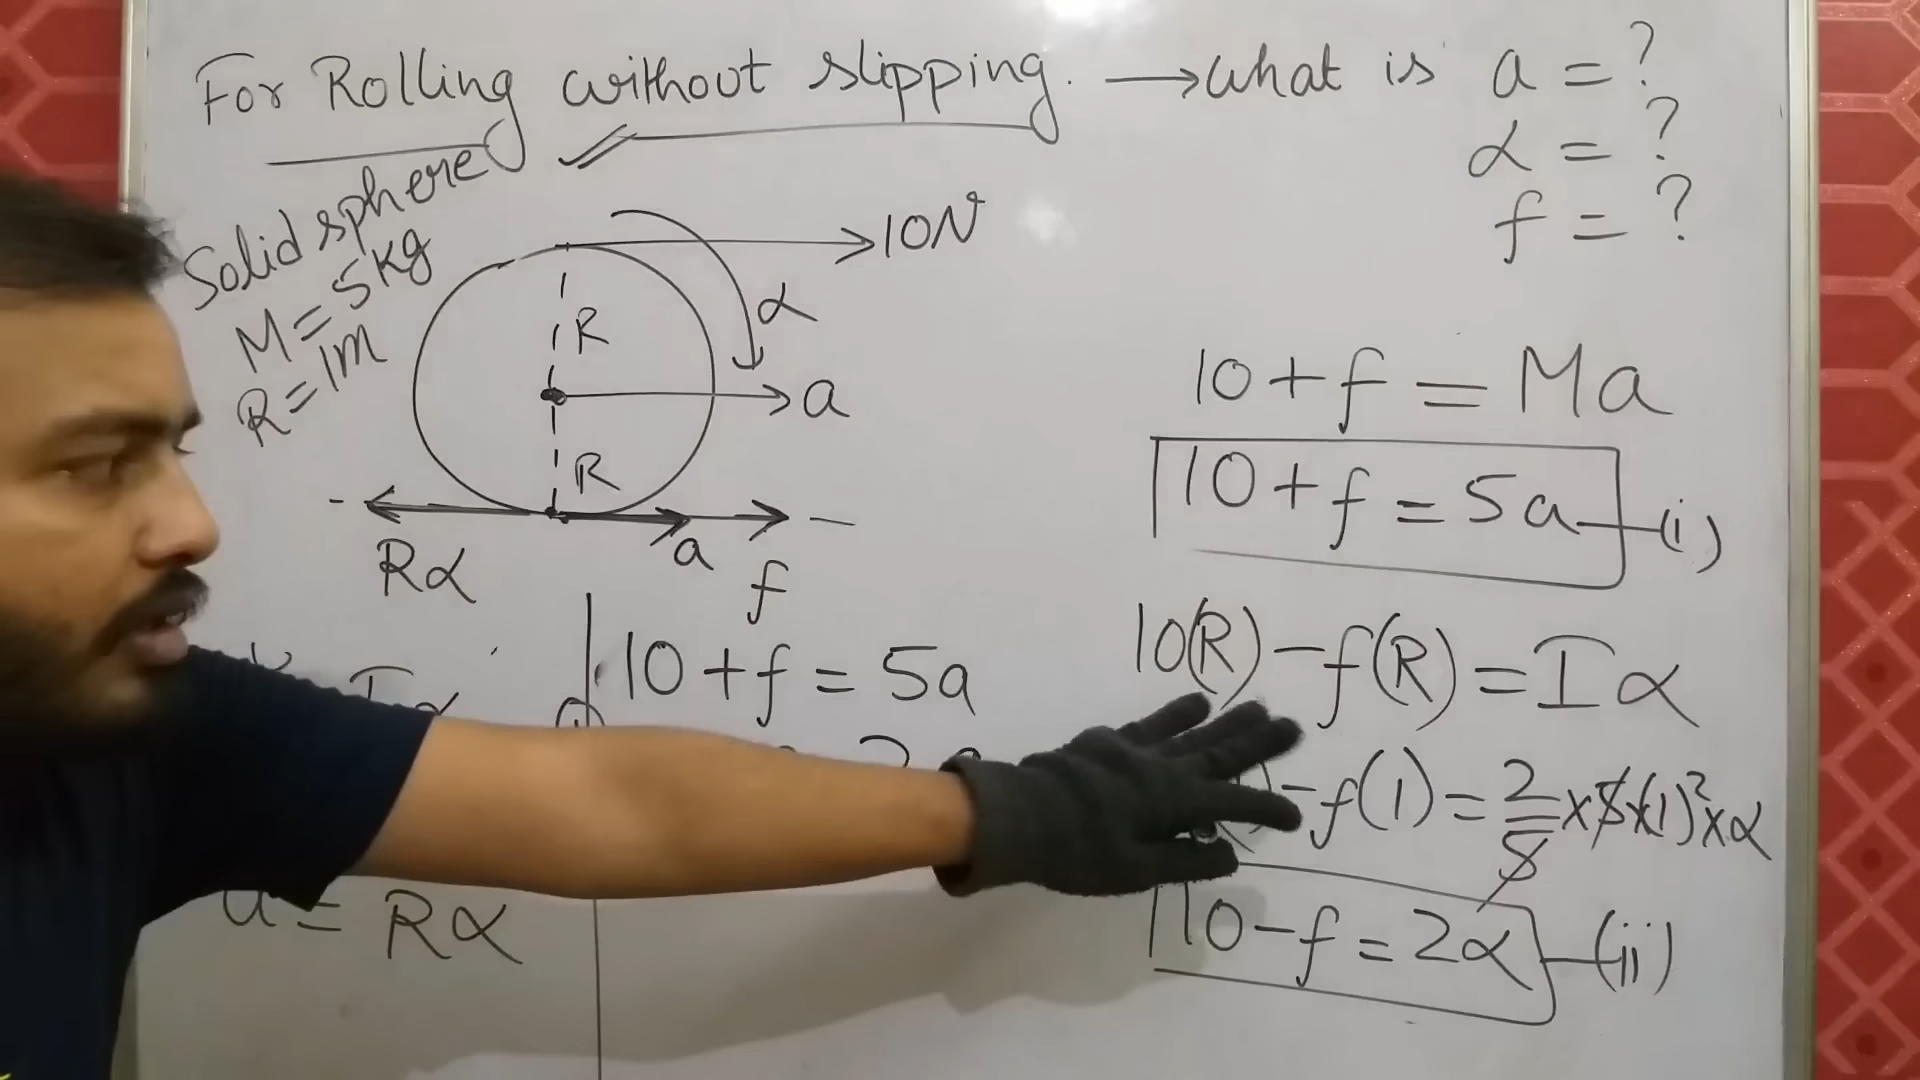 For Rolling without slipping. → what is a = ?
α = ?
f = ?
Solid sphere
M = 5kg
R = 1m
10N
α
R
a
R
Rα
a
f
10 + f = Ma
10 + f = 5a —(i)
10(R) - f(R) = Iα
-f(1) = 2/5 x 5x(1)² x α
10 - f = 2α —(ii)
10 + f = 5a
a = Rα